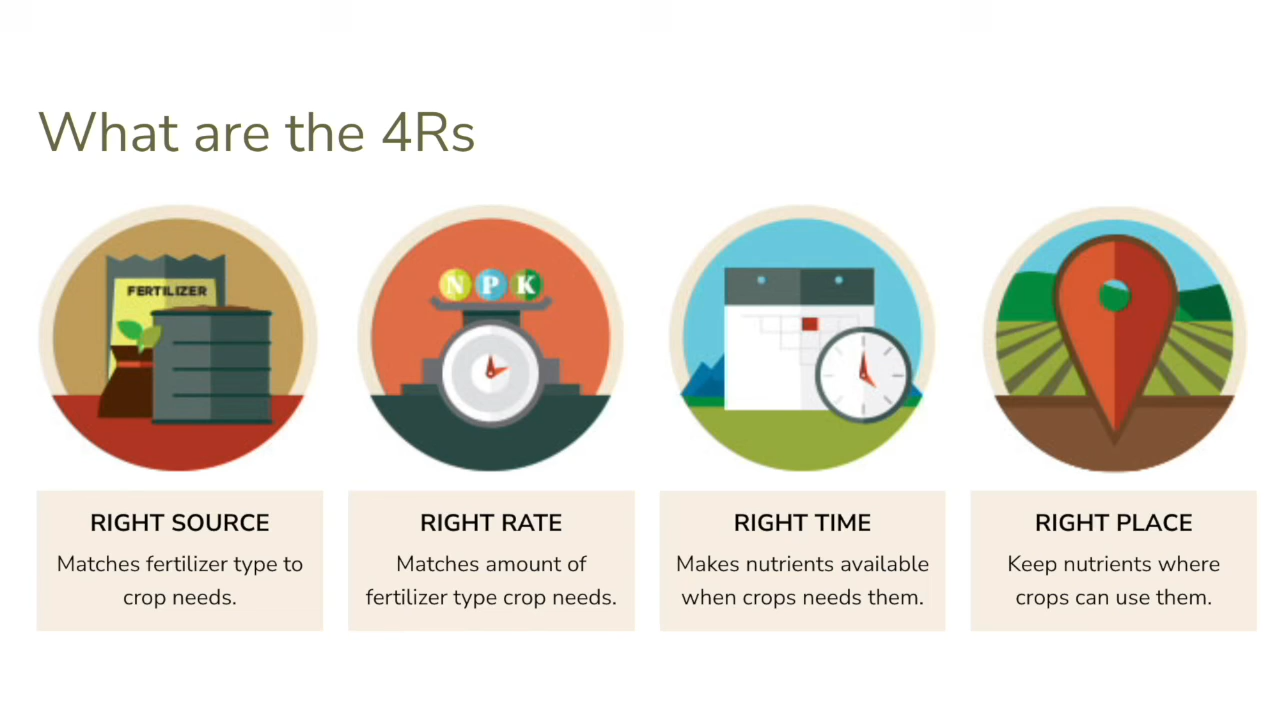 What are the 4Rs
FERTILIZER
N P K
RIGHT SOURCE
Matches fertilizer type to
crop needs.
RIGHT RATE
Matches amount of
fertilizer type crop needs.
RIGHT TIME
Makes nutrients available
when crops needs them.
RIGHT PLACE
Keep nutrients where
crops can use them.